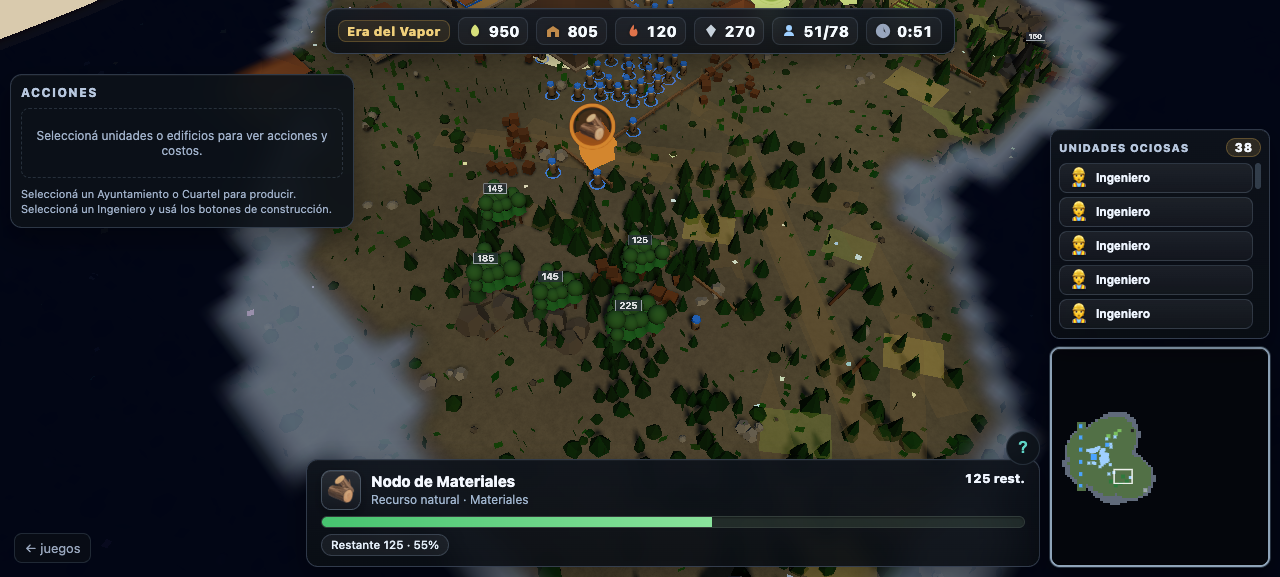 Era del Vapor 950 805 120 270 51/78 0:51
150
ACCIONES
Seleccioná unidades o edificios para ver acciones y
costos.
Seleccioná un Ayuntamiento o Cuartel para producir.
Seleccioná un Ingeniero y usá los botones de construcción.
UNIDADES OCIOSAS 38
Ingeniero
Ingeniero
Ingeniero
Ingeniero
Ingeniero
145
125
185
145
225
?
Nodo de Materiales 125 rest.
Recurso natural · Materiales
Restante 125 · 55%
← juegos